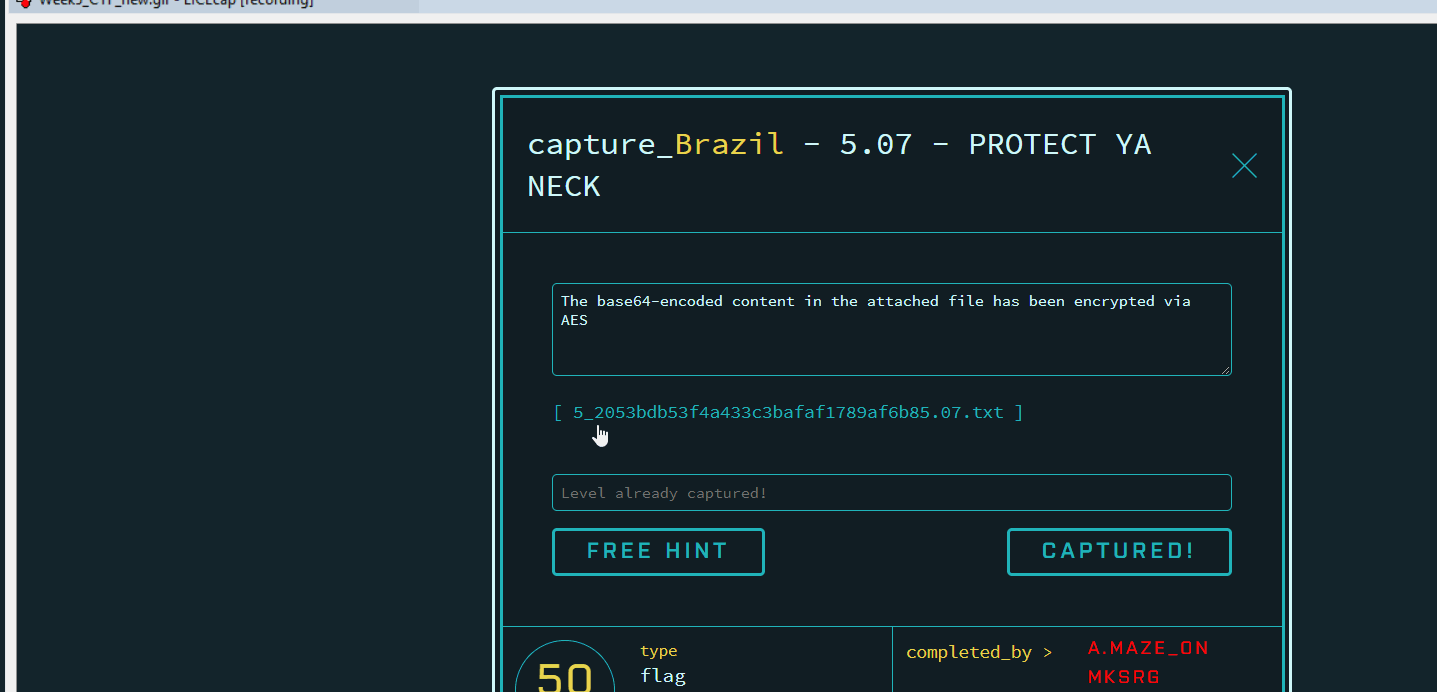 Week5_CTF_new.gif - LICEcap [recording]
capture_Brazil - 5.07 - PROTECT YA
NECK
The base64-encoded content in the attached file has been encrypted via
AES
[ 5_2053bdb53f4a433c3bafaf1789af6b85.07.txt ]
Level already captured!
FREE HINT
CAPTURED!
50
type
flag
completed_by >
A.MAZE_ON
MKSRG